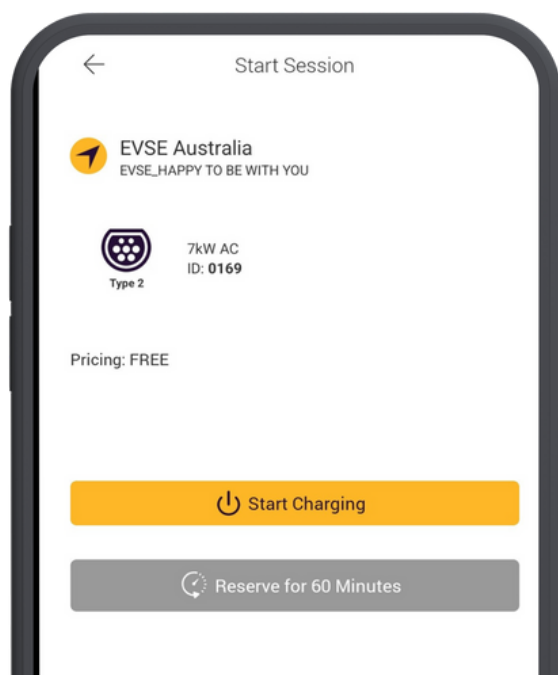 Start Session
EVSE Australia
EVSE_HAPPY TO BE WITH YOU
7kW AC
ID: 0169
Type 2
Pricing: FREE
Start Charging
Reserve for 60 Minutes